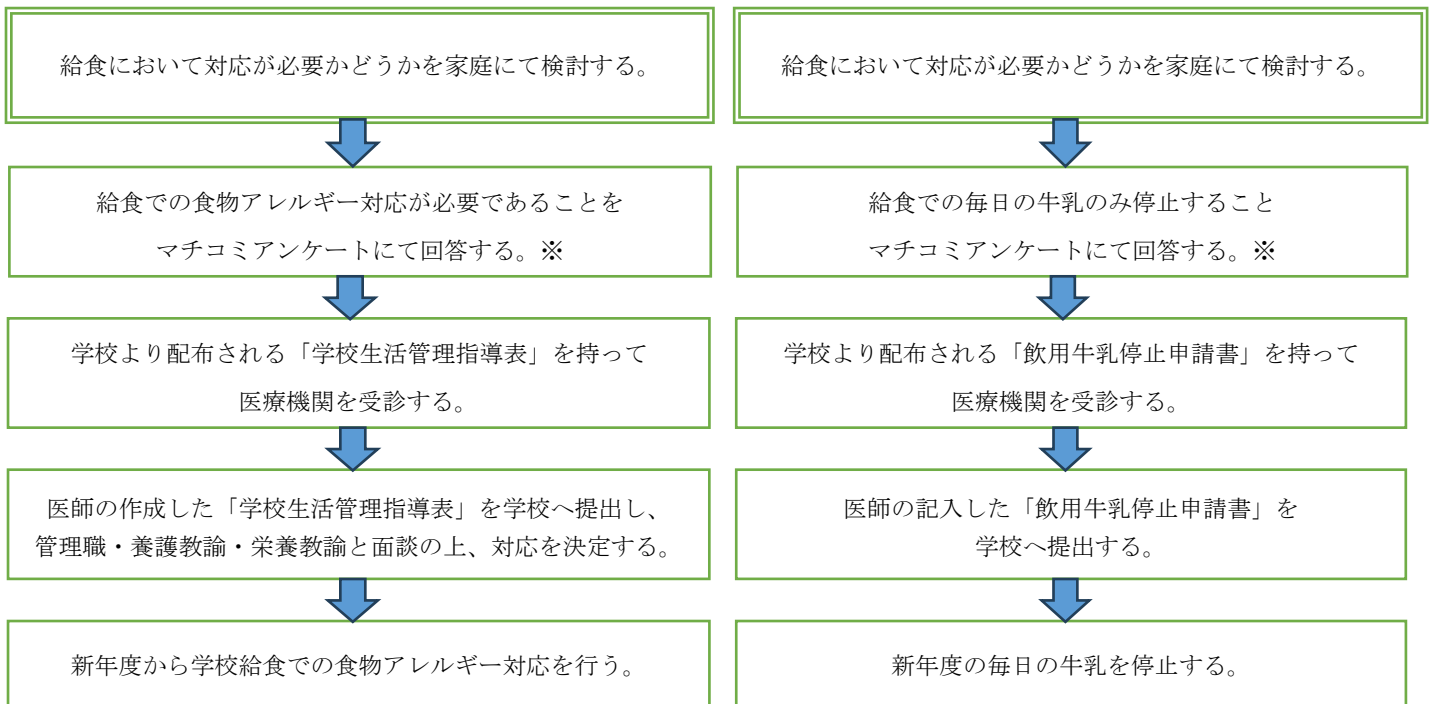 給食において対応が必要かどうかを家庭にて検討する。
給食での食物アレルギー対応が必要であることを
マチコミアンケートにて回答する。※
学校より配布される「学校生活管理指導表」を持って
医療機関を受診する。
医師の作成した「学校生活管理指導表」を学校へ提出し、
管理職・養護教諭・栄養教諭と面談の上、対応を決定する。
新年度から学校給食での食物アレルギー対応を行う。
給食において対応が必要かどうかを家庭にて検討する。
給食での毎日の牛乳のみ停止すること
マチコミアンケートにて回答する。※
学校より配布される「飲用牛乳停止申請書」を持って
医療機関を受診する。
医師の記入した「飲用牛乳停止申請書」を
学校へ提出する。
新年度の毎日の牛乳を停止する。